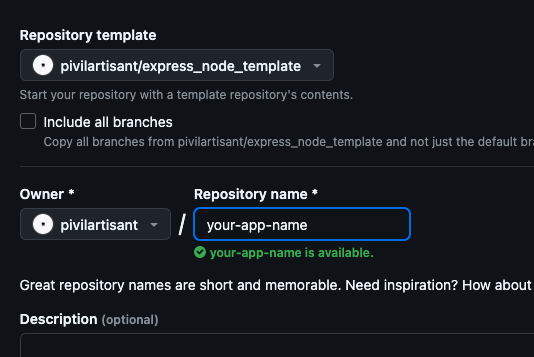 Repository template
pivilartisant/express_node_template
Start your repository with a template repository's contents.
Include all branches
Copy all branches from pivilartisant/express_node_template and not just the default
Owner * Repository name *
pivilartisant / your-app-name
your-app-name is available.
Great repository names are short and memorable. Need inspiration? How about
Description (optional)